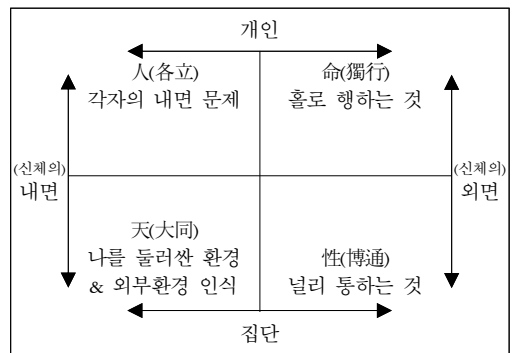 개인
人(各立)
각자의 내면 문제
命(獨行)
홀로 행하는 것
(신체의)
내면
(신체의)
외면
天(大同)
나를 둘러싼 환경
& 외부환경 인식
性(博通)
널리 통하는 것
집단